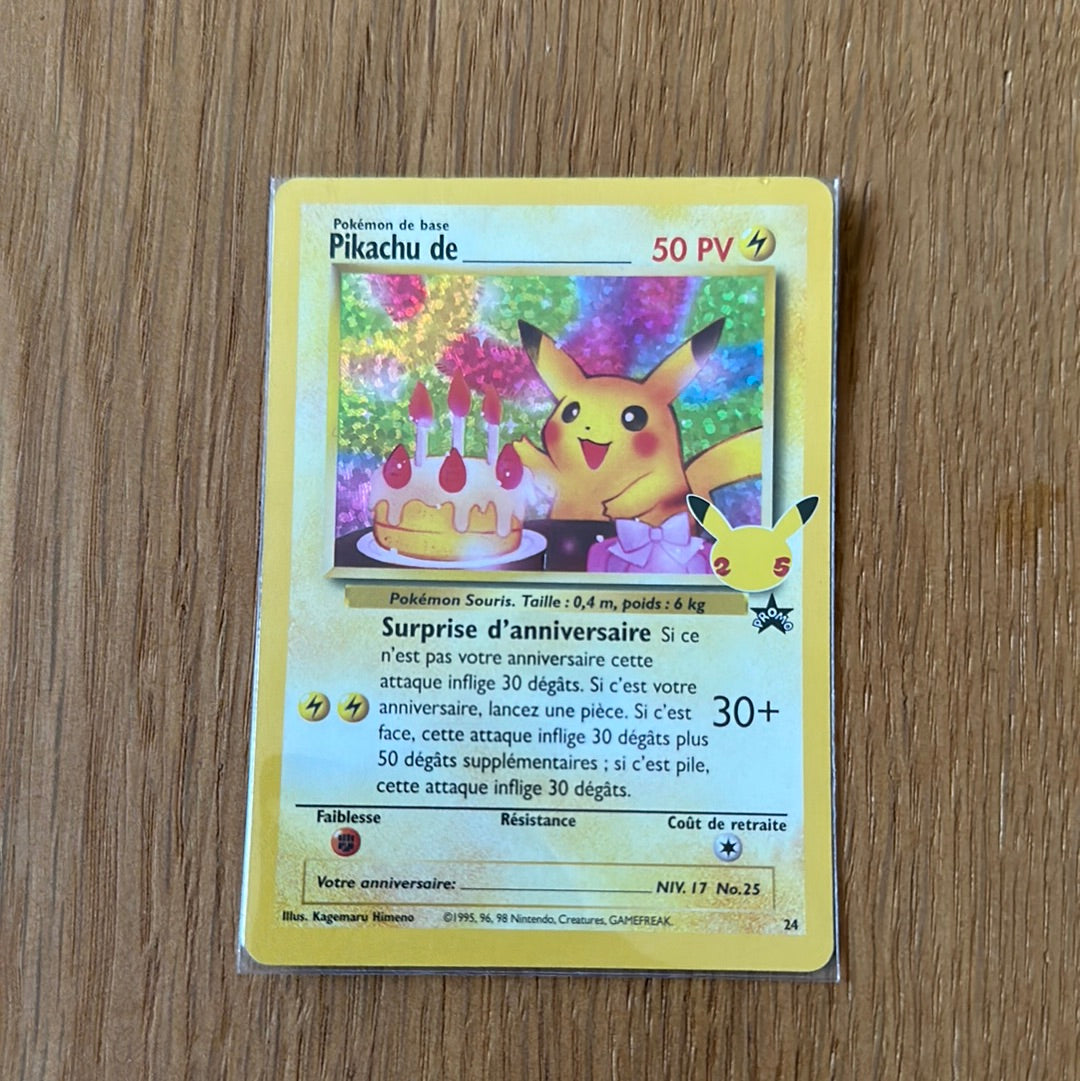 Pokémon de base
Pikachu de ____________ 50 PV
25
Pokémon Souris. Taille : 0,4 m, poids : 6 kg
PROMO
Surprise d'anniversaire Si ce
n'est pas votre anniversaire cette
attaque inflige 30 dégâts. Si c'est votre
anniversaire, lancez une pièce. Si c'est
face, cette attaque inflige 30 dégâts plus
50 dégâts supplémentaires ; si c'est pile,
cette attaque inflige 30 dégâts.
30+
Faiblesse Résistance Coût de retraite
Votre anniversaire: ____________ NIV. 17 No.25
Illus. Kagemaru Himeno ©1995, 96, 98 Nintendo, Creatures, GAMEFREAK. 24